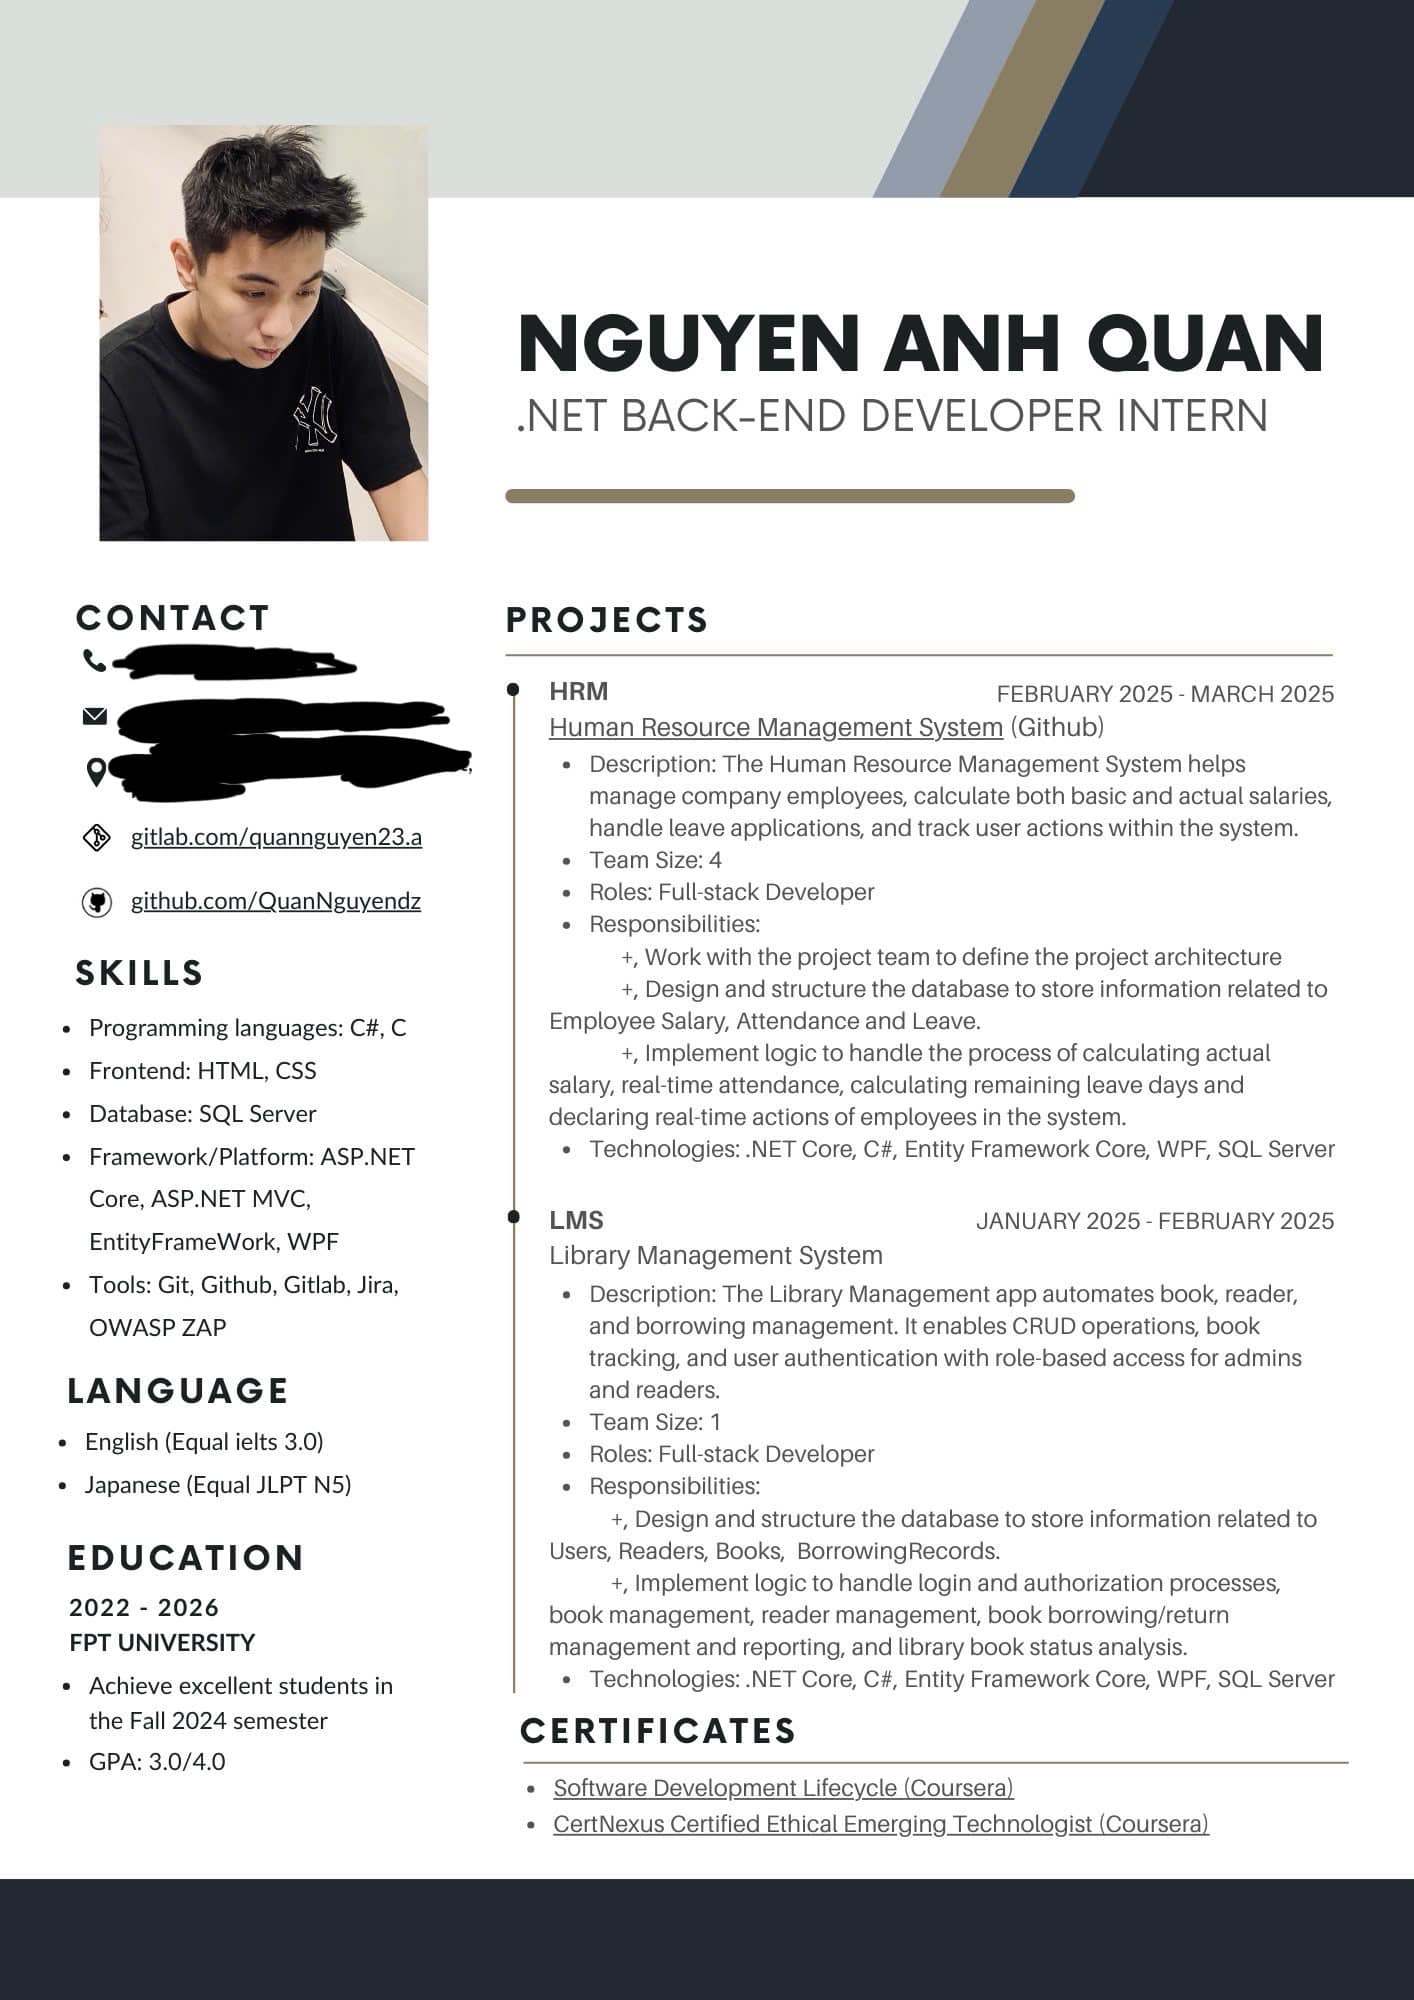 NGUYEN ANH QUAN
.NET BACK-END DEVELOPER INTERN
CONTACT
gitlab.com/quannguyen23.a
github.com/QuanNguyendz
SKILLS
• Programming languages: C#, C
• Frontend: HTML, CSS
• Database: SQL Server
• Framework/Platform: ASP.NET
Core, ASP.NET MVC,
EntityFrameWork, WPF
• Tools: Git, Github, Gitlab, Jira,
OWASP ZAP
LANGUAGE
• English (Equal ielts 3.0)
• Japanese (Equal JLPT N5)
EDUCATION
2022 - 2026
FPT UNIVERSITY
• Achieve excellent students in
the Fall 2024 semester
• GPA: 3.0/4.0
PROJECTS
HRM FEBRUARY 2025 - MARCH 2025
Human Resource Management System (Github)
• Description: The Human Resource Management System helps
manage company employees, calculate both basic and actual salaries,
handle leave applications, and track user actions within the system.
• Team Size: 4
• Roles: Full-stack Developer
• Responsibilities:
+, Work with the project team to define the project architecture
+, Design and structure the database to store information related to
Employee Salary, Attendance and Leave.
+, Implement logic to handle the process of calculating actual
salary, real-time attendance, calculating remaining leave days and
declaring real-time actions of employees in the system.
• Technologies: .NET Core, C#, Entity Framework Core, WPF, SQL Server
LMS JANUARY 2025 - FEBRUARY 2025
Library Management System
• Description: The Library Management app automates book, reader,
and borrowing management. It enables CRUD operations, book
tracking, and user authentication with role-based access for admins
and readers.
• Team Size: 1
• Roles: Full-stack Developer
• Responsibilities:
+, Design and structure the database to store information related to
Users, Readers, Books, BorrowingRecords.
+, Implement logic to handle login and authorization processes,
book management, reader management, book borrowing/return
management and reporting, and library book status analysis.
• Technologies: .NET Core, C#, Entity Framework Core, WPF, SQL Server
CERTIFICATES
• Software Development Lifecycle (Coursera)
• CertNexus Certified Ethical Emerging Technologist (Coursera)